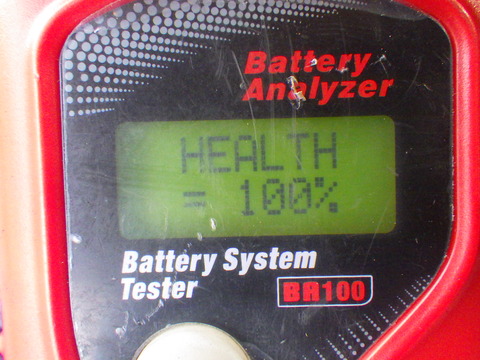 Battery
Analyzer
HEALTH
= 100%
Battery System
Tester
BA100